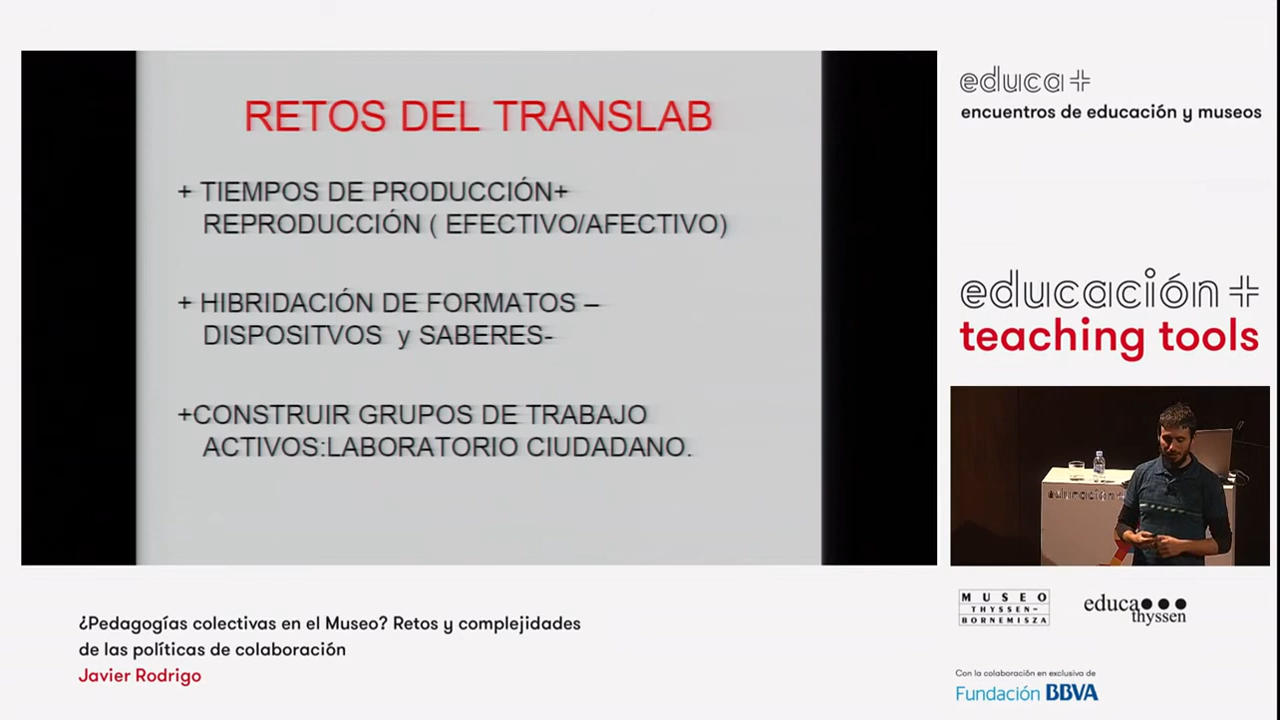 RETOS DEL TRANSLAB
+ TIEMPOS DE PRODUCCIÓN+
REPRODUCCIÓN ( EFECTIVO/AFECTIVO)
+ HIBRIDACIÓN DE FORMATOS –
DISPOSITVOS y SABERES-
+CONSTRUIR GRUPOS DE TRABAJO
ACTIVOS:LABORATORIO CIUDADANO.
educa+
encuentros de educación y museos
educación+
teaching tools
educación+
¿Pedagogías colectivas en el Museo? Retos y complejidades
de las políticas de colaboración
Javier Rodrigo
MUSEO
THYSSEN-
BORNEMISZA
educa
thyssen
Con la colaboración en exclusiva de
Fundación BBVA